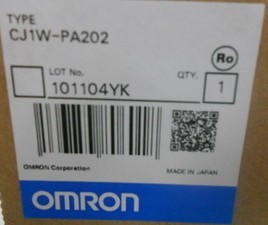 TYPE
CJ1W-PA202
Ro
LOT No.
101104YK
QTY.
1
OMRON Corporation
MADE IN JAPAN
OMRON